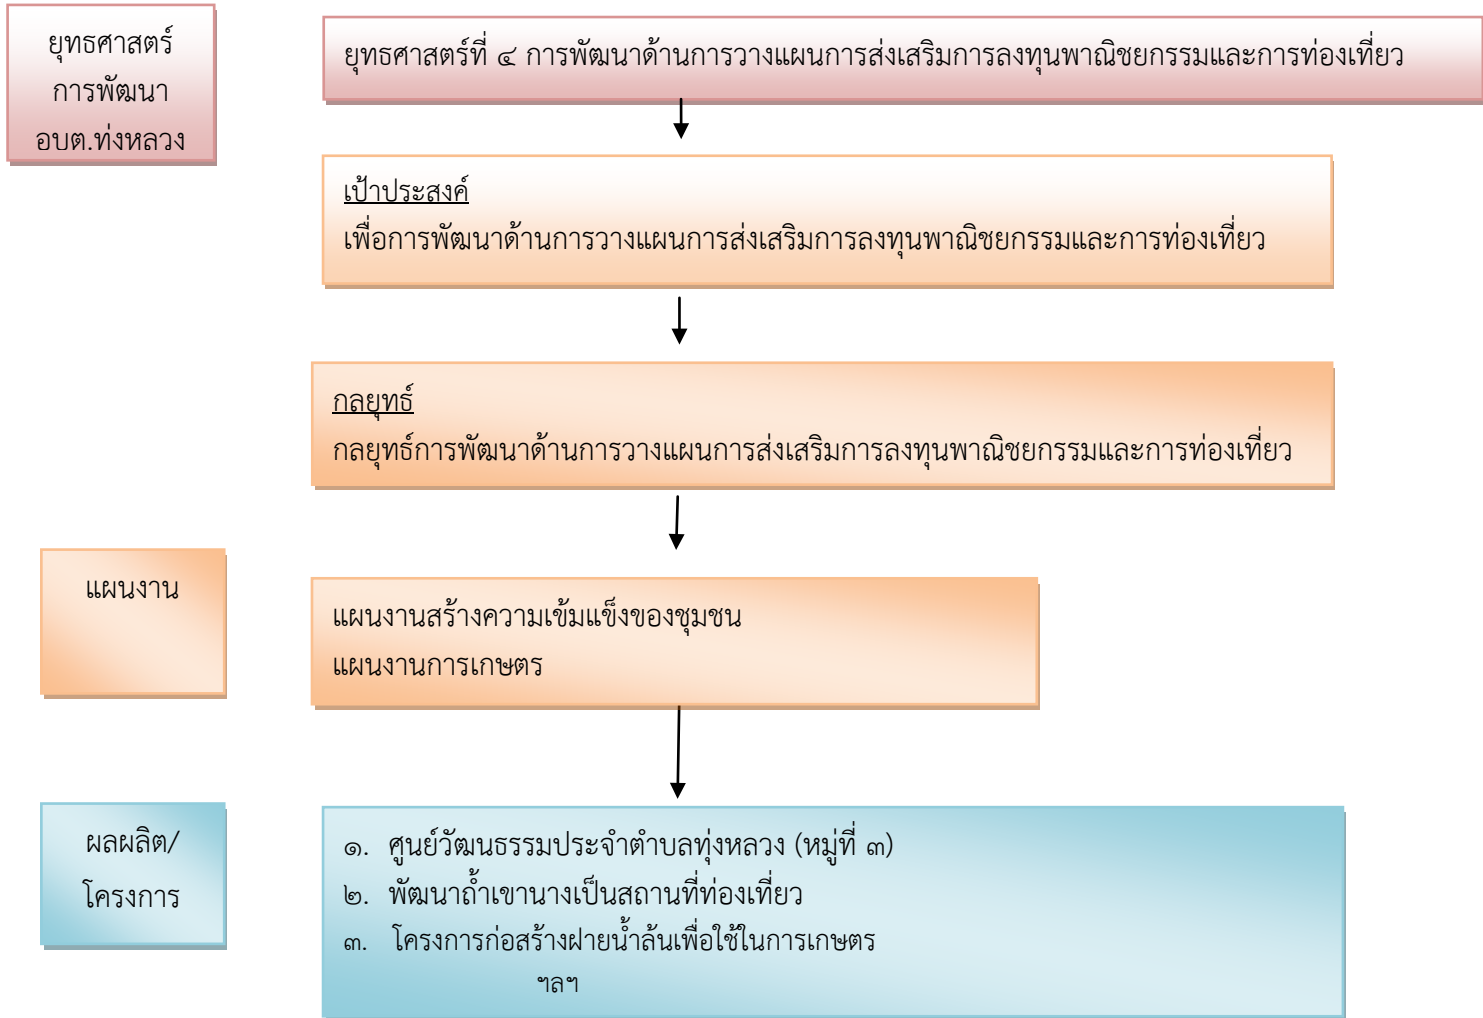 ยุทธศาสตร์
การพัฒนา
อบต.ท่งหลวง
ยุทธศาสตร์ที่ ๔ การพัฒนาด้านการวางแผนการส่งเสริมการลงทุนพาณิชยกรรมและการท่องเที่ยว
เป้าประสงค์
เพื่อการพัฒนาด้านการวางแผนการส่งเสริมการลงทุนพาณิชยกรรมและการท่องเที่ยว
กลยุทธ์
กลยุทธ์การพัฒนาด้านการวางแผนการส่งเสริมการลงทุนพาณิชยกรรมและการท่องเที่ยว
แผนงาน
แผนงานสร้างความเข้มแข็งของชุมชน
แผนงานการเกษตร
ผลผลิต/
โครงการ
๑. ศูนย์วัฒนธรรมประจำตำบลทุ่งหลวง (หมู่ที่ ๓)
๒. พัฒนาถ้ำเขานางเป็นสถานที่ท่องเที่ยว
๓. โครงการก่อสร้างฝายน้ำล้นเพื่อใช้ในการเกษตร
ฯลฯ